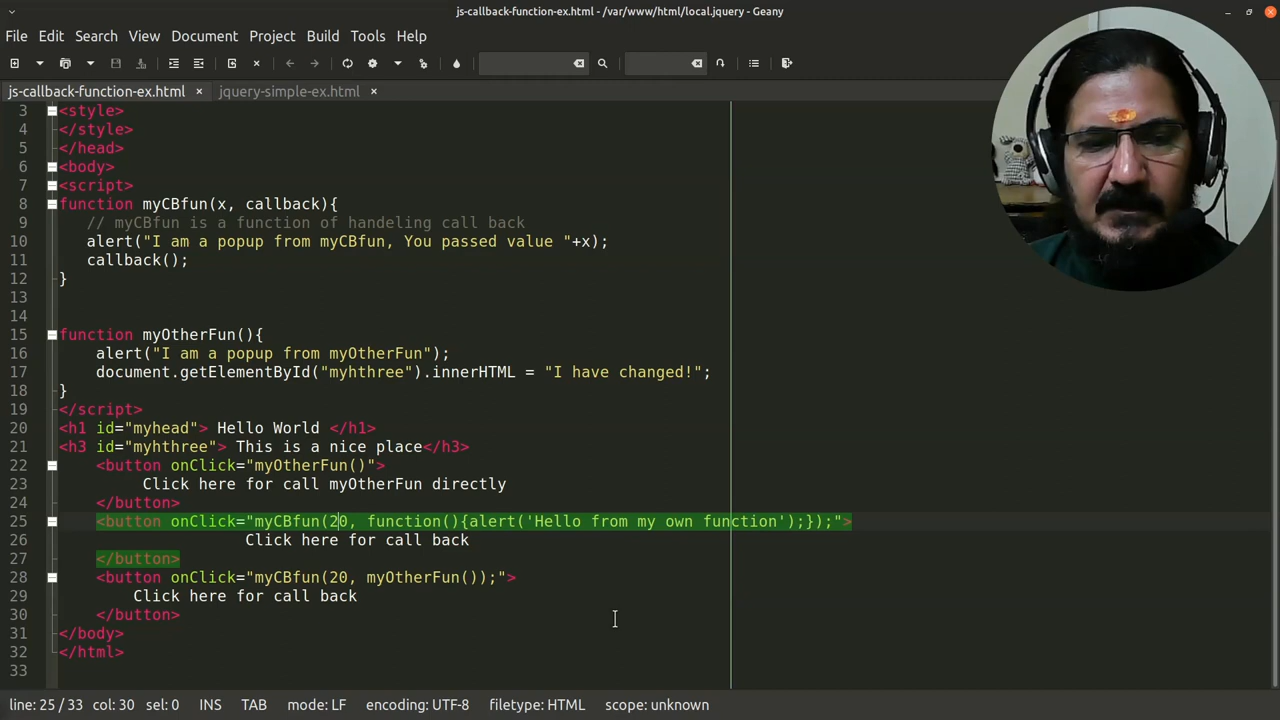 js-callback-function-ex.html - /var/www/html/local.jquery - Geany
File Edit Search View Document Project Build Tools Help
js-callback-function-ex.html × jquery-simple-ex.html ×
3 <style>
4 </style>
5 </head>
6 <body>
7 <script>
8 function myCBfun(x, callback){
9 // myCBfun is a function of handeling call back
10 alert("I am a popup from myCBfun, You passed value "+x);
11 callback();
12 }
13
14
15 function myOtherFun(){
16 alert("I am a popup from myOtherFun");
17 document.getElementById("myhthree").innerHTML = "I have changed!";
18 }
19 </script>
20 <h1 id="myhead"> Hello World </h1>
21 <h3 id="myhthree"> This is a nice place</h3>
22 <button onClick="myOtherFun()">
23 Click here for call myOtherFun directly
24 </button>
25 <button onClick="myCBfun(20, function(){alert('Hello from my own function');});">
26 Click here for call back
27 </button>
28 <button onClick="myCBfun(20, myOtherFun());">
29 Click here for call back
30 </button>
31 </body>
32 </html>
33
line: 25 / 33 col: 30 sel: 0 INS TAB mode: LF encoding: UTF-8 filetype: HTML scope: unknown